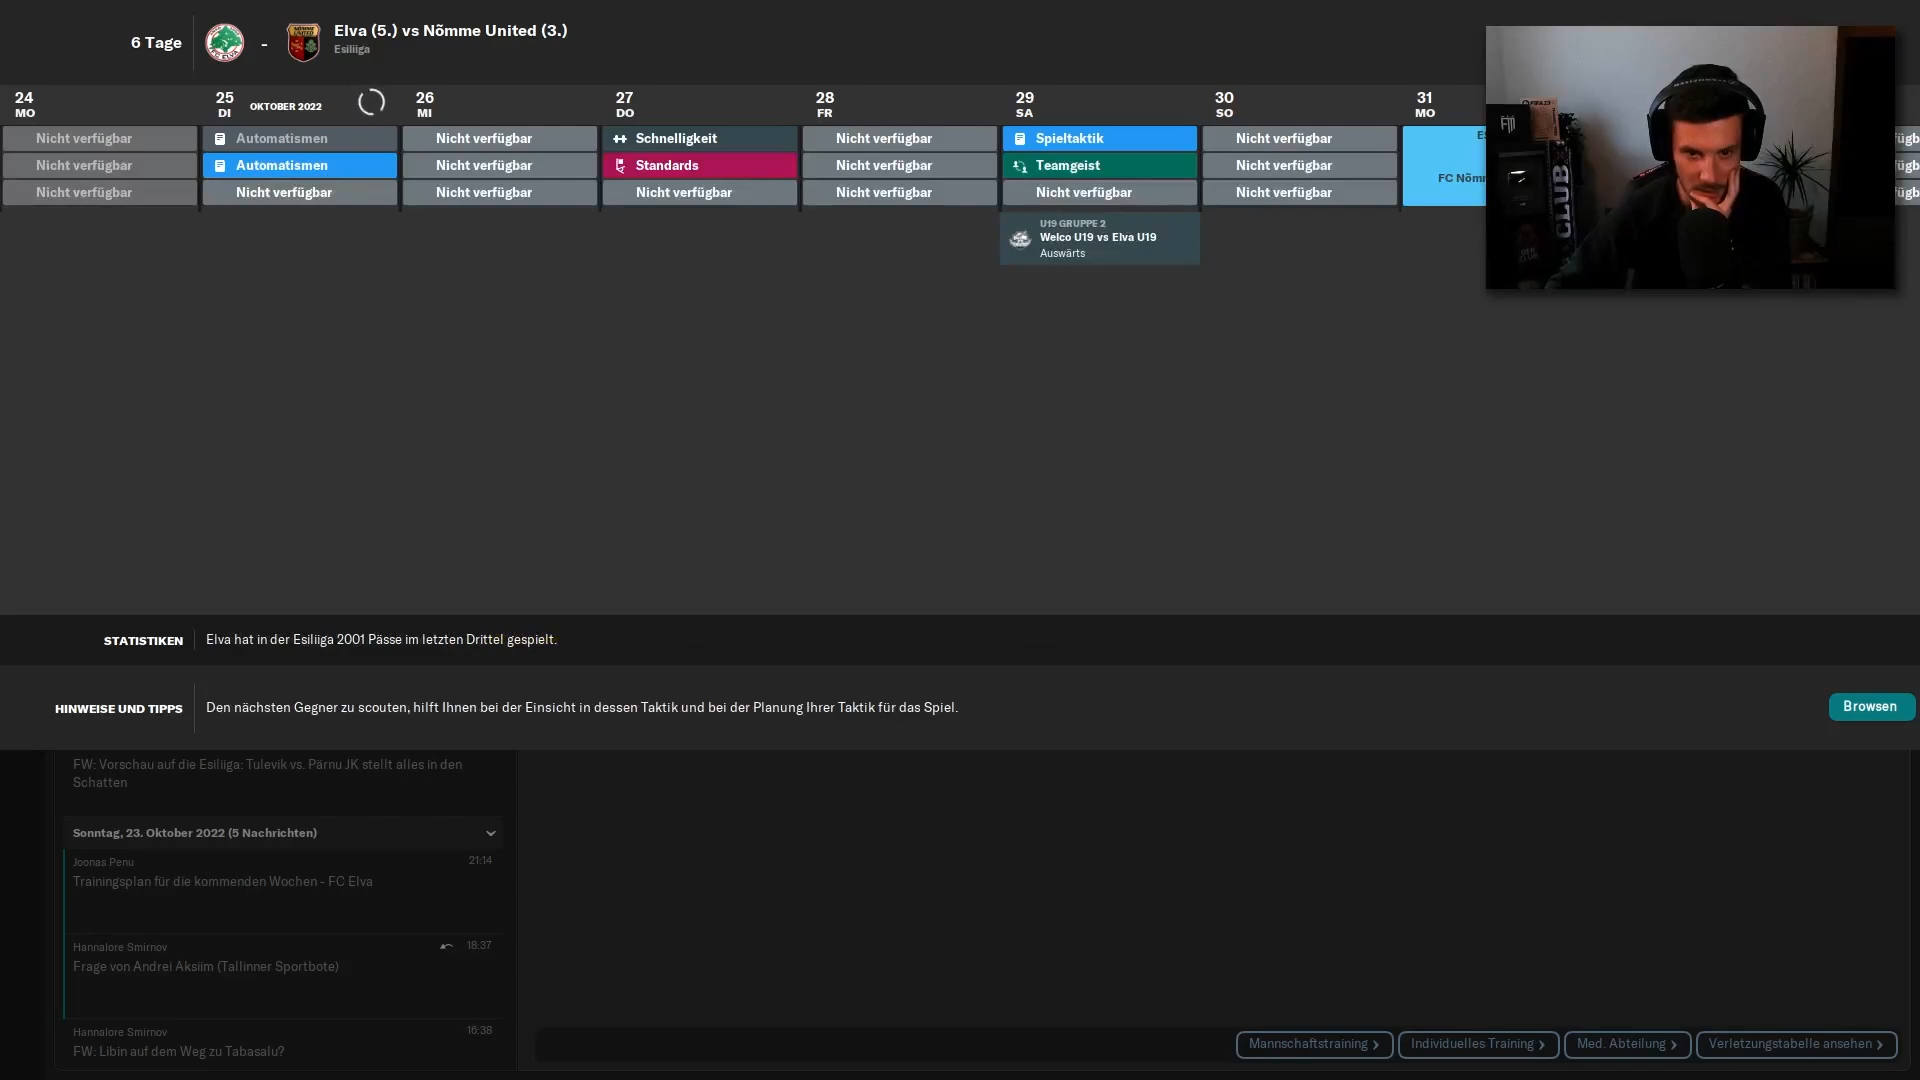 6 Tage
-
Elva (5.) vs Nõmme United (3.)
Esiliiga
24
MO
25
DI
OKTOBER 2022
26
MI
27
DO
28
FR
29
SA
30
SO
31
MO
Nicht verfügbar
Automatismen
Nicht verfügbar
Schnelligkeit
Nicht verfügbar
Spieltaktik
Nicht verfügbar
Nicht verfügbar
Automatismen
Nicht verfügbar
Standards
Nicht verfügbar
Teamgeist
Nicht verfügbar
FC Nõmm
Nicht verfügbar
Nicht verfügbar
Nicht verfügbar
Nicht verfügbar
Nicht verfügbar
Nicht verfügbar
Nicht verfügbar
U19 GRUPPE 2
Welco U19 vs Elva U19
Auswärts
CLUB
STATISTIKEN
Elva hat in der Esiliiga 2001 Pässe im letzten Drittel gespielt.
HINWEISE UND TIPPS
Den nächsten Gegner zu scouten, hilft Ihnen bei der Einsicht in dessen Taktik und bei der Planung Ihrer Taktik für das Spiel.
Browsen
FW: Vorschau auf die Esiliiga: Tulevik vs. Pärnu JK stellt alles in den
Schatten
Sonntag, 23. Oktober 2022 (5 Nachrichten)
Joonas Penu
21:14
Trainingsplan für die kommenden Wochen - FC Elva
Hannalore Smirnov
18:37
Frage von Andrei Aksiim (Tallinner Sportbote)
Hannalore Smirnov
16:38
FW: Libin auf dem Weg zu Tabasalu?
Mannschaftstraining
Individuelles Training
Med. Abteilung
Verletzungstabelle ansehen